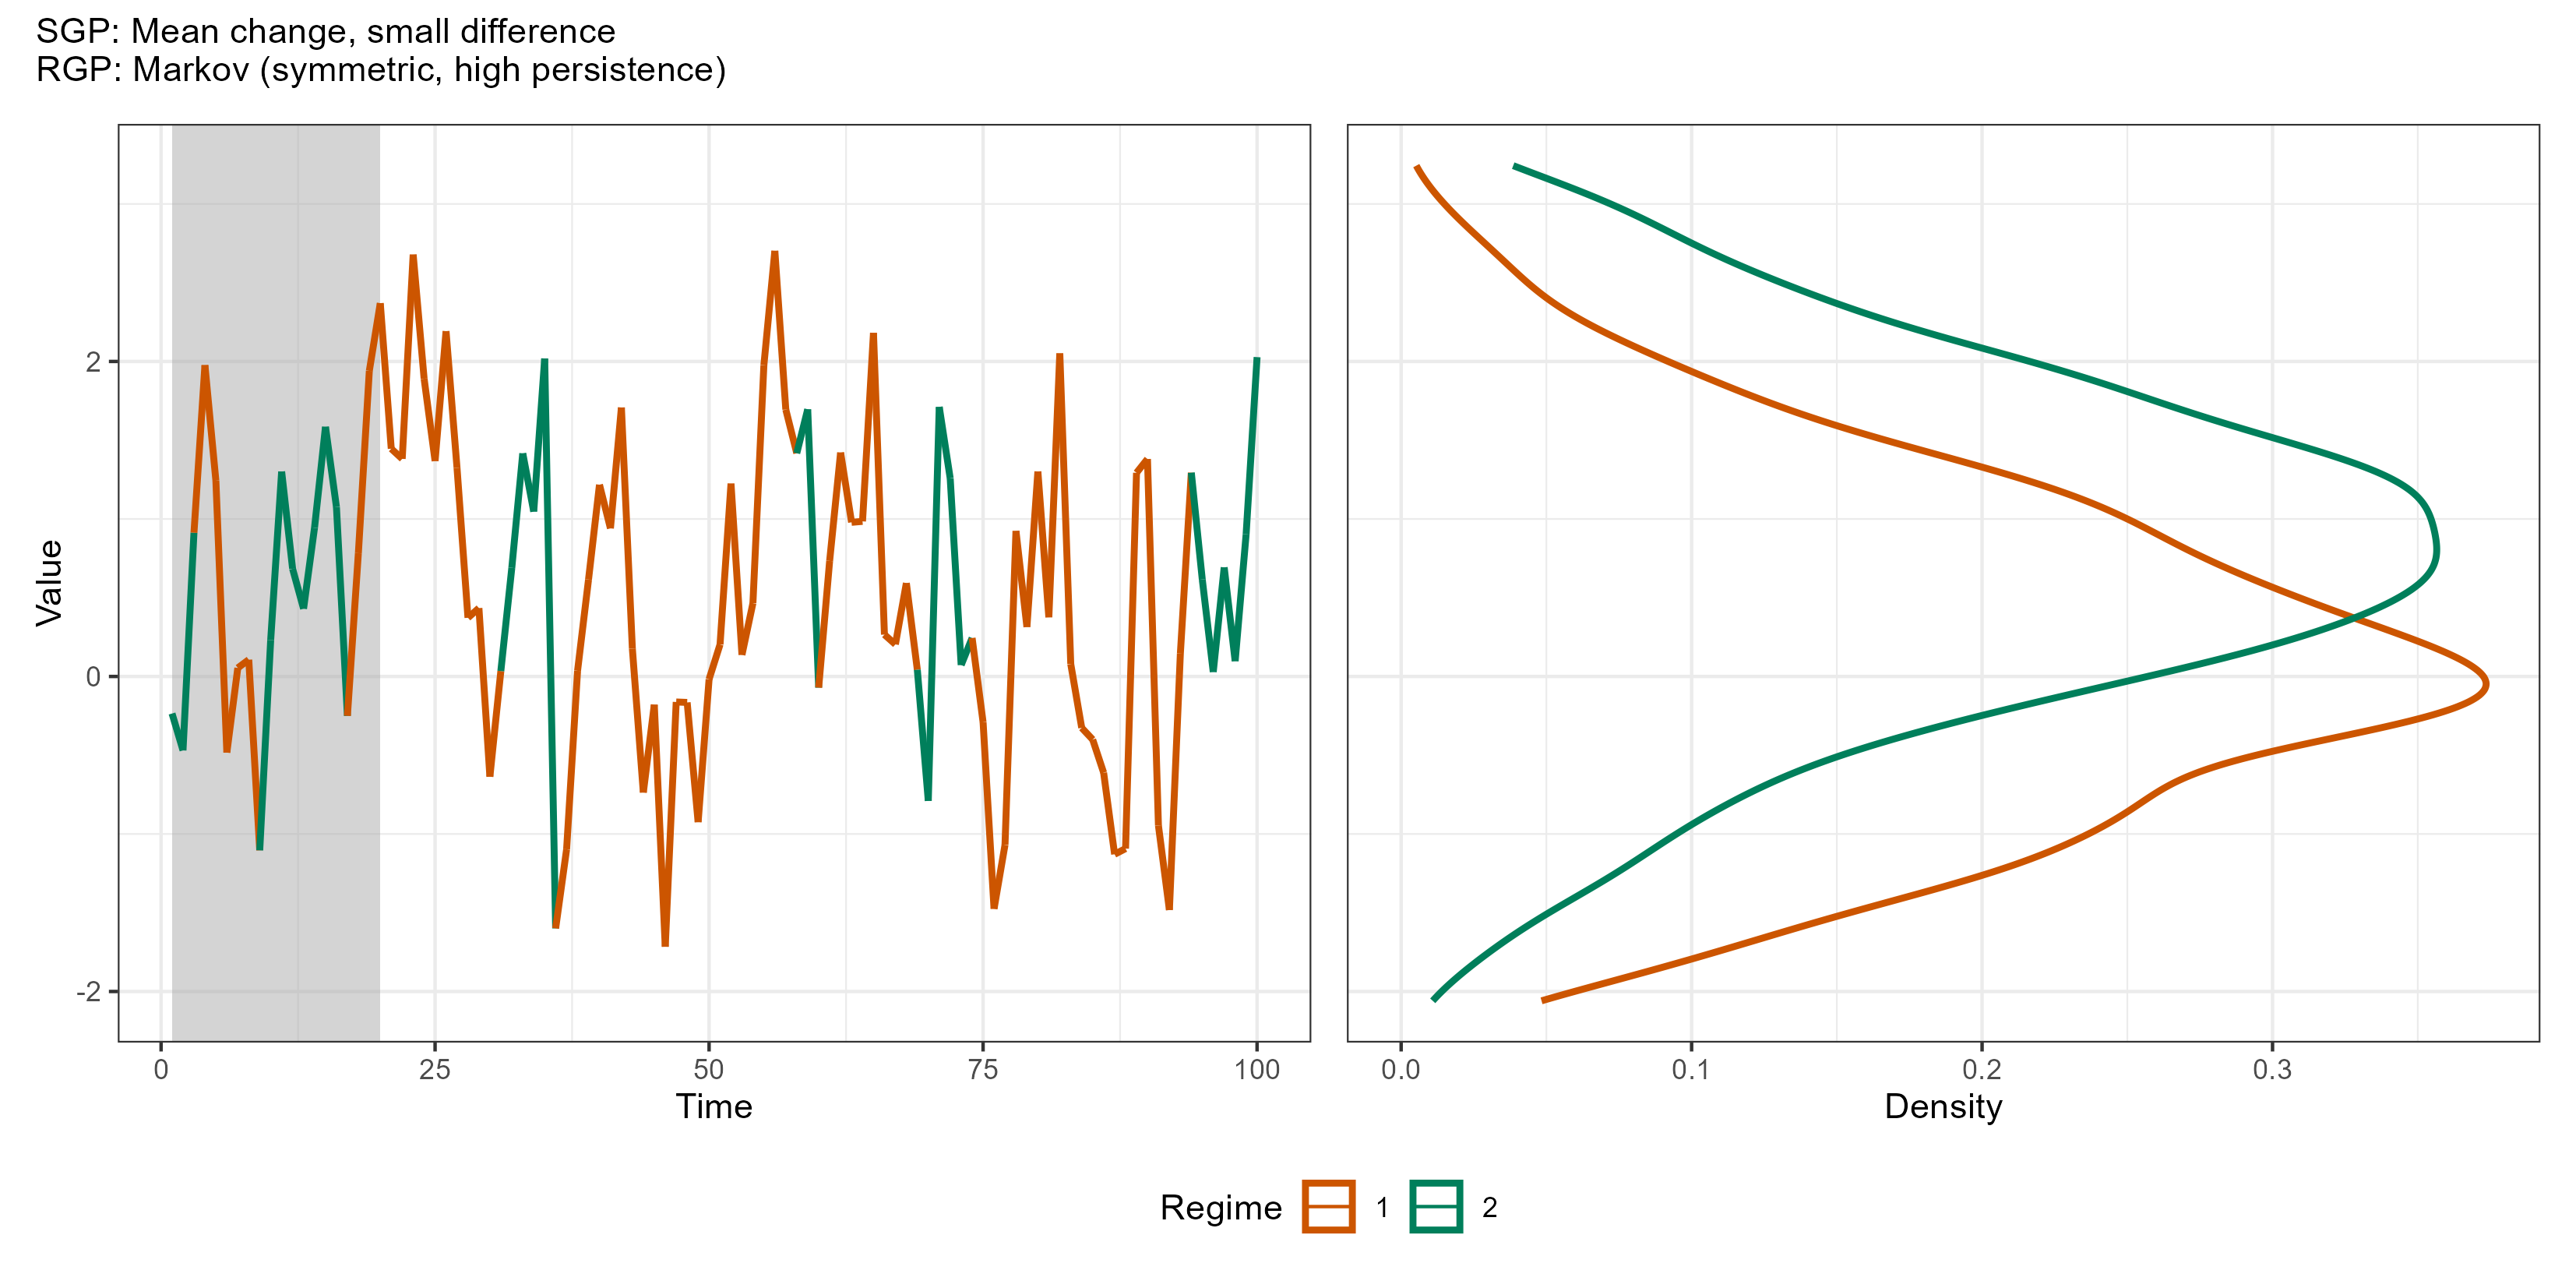 SGP: Mean change, small difference
RGP: Markov (symmetric, high persistence)
Value
2
0
-2
0 25 50 75 100
0.0 0.1 0.2 0.3
Time
Density
Regime 1 2